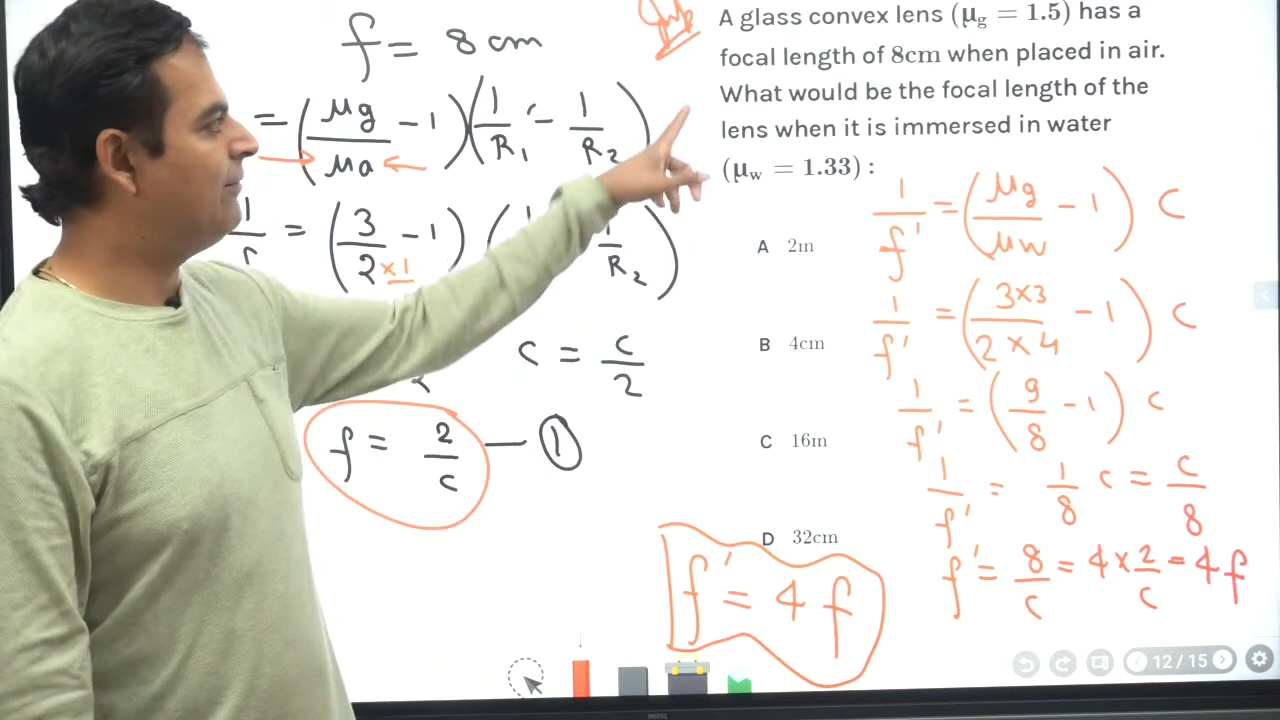 f = 8 cm
= (μg/μa - 1) (1/R₁ - 1/R₂)
= (3/2×1 - 1) ( R₂)
c = c/2
f = 2/c — ①
A glass convex lens (μg = 1.5) has a
focal length of 8cm when placed in air.
What would be the focal length of the
lens when it is immersed in water
(μw = 1.33) :
A 2m
B 4cm
C 16m
D 32cm
1/f' = (μg/μw - 1) C
1/f' = (3×3/2×4 - 1) C
1/f' = (9/8 - 1) C
1/f' = 1/8 C = C/8
f' = 8/C = 4 × 2/C = 4f
f' = 4f
12 / 15
BenQ